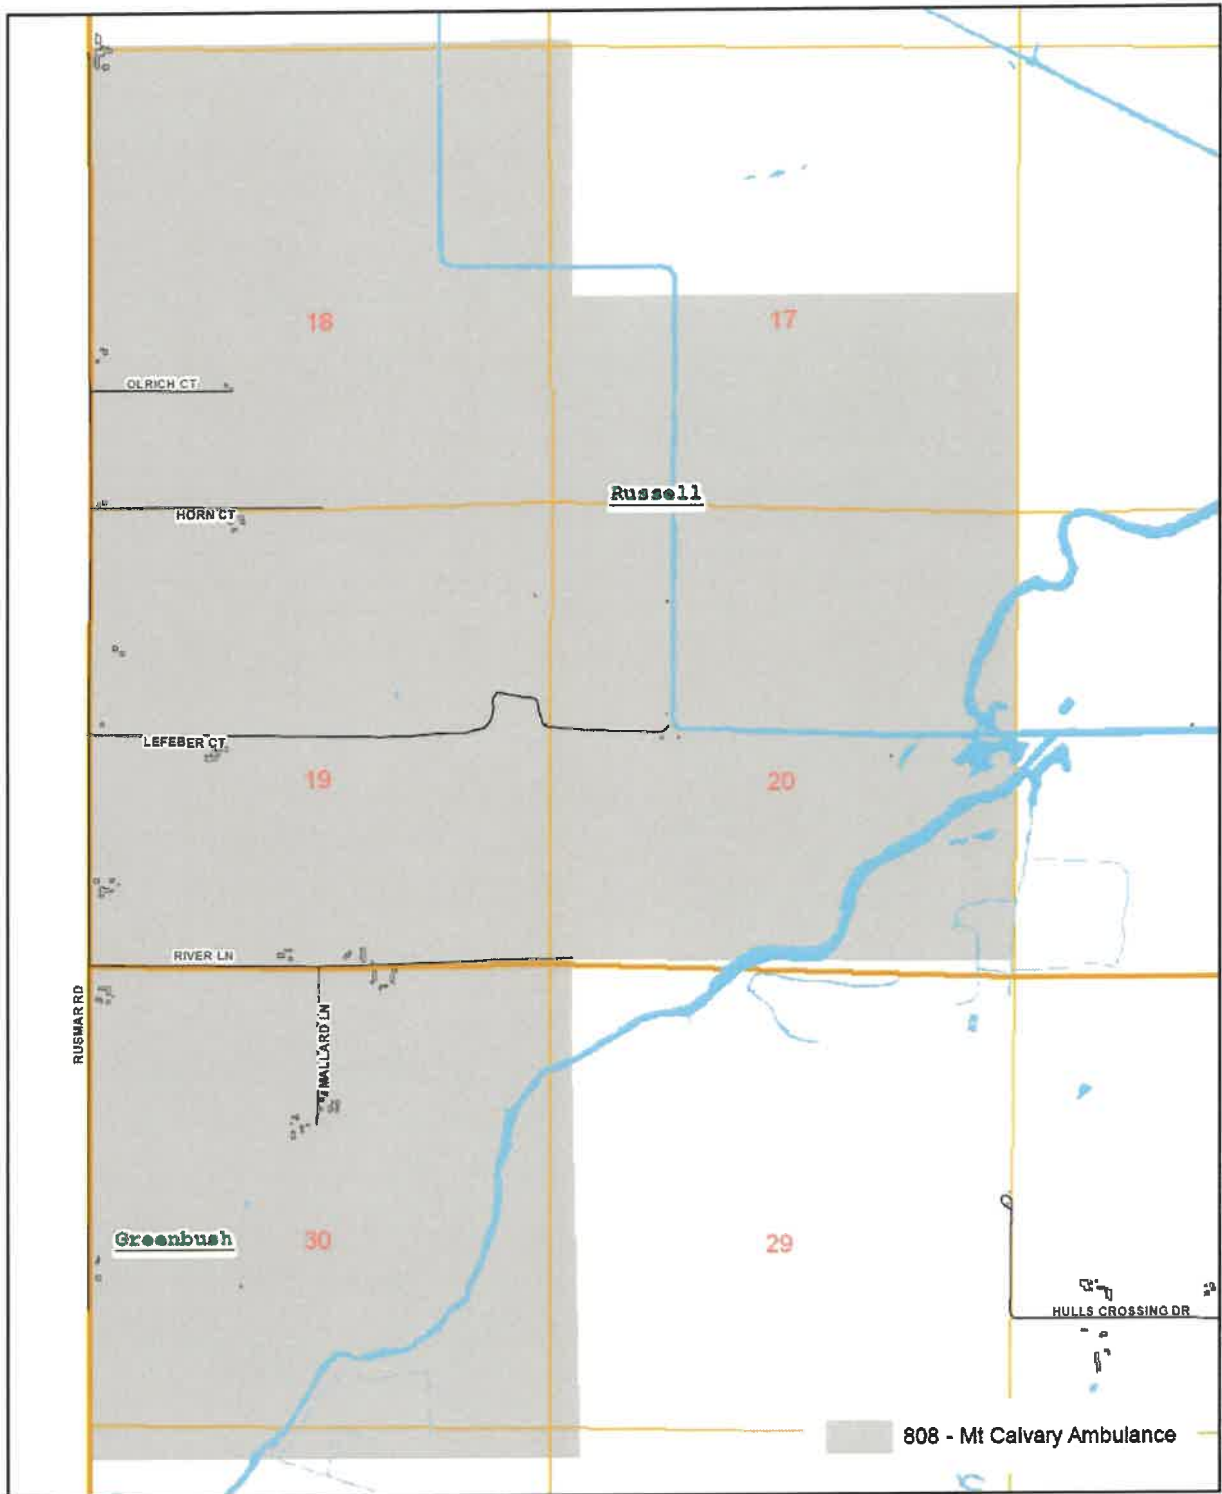 18
17
OLRICH CT
Russell
HORN CT
LEFEBER CT
19
20
RIVER LN
RUSMAR RD
MALLARD LN
Greenbush
30
29
HULLS CROSSING DR
808 - Mt Calvary Ambulance